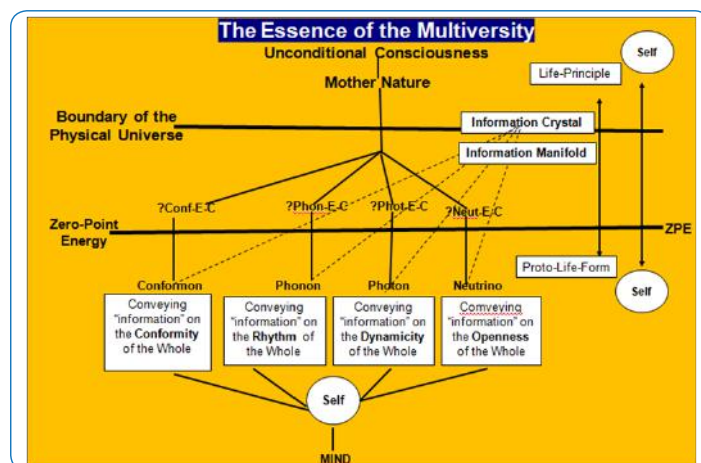 The Essence of the Multiversity
Unconditional Consciousness
Mother Nature
Self
Life-Principle
Boundary of the
Physical Universe
Information Crystal
Information Manifold
?Conf-E-C
?Phon-E-C
?Phot-E-C
?Neut-E-C
Zero-Point
Energy
ZPE
Proto-Life-Form
Self
Conformon
Phonon
Photon
Neutrino
Conveying
"information" on
the Conformity
of the Whole
Conveying
"information" on
the Rhythm of
the Whole
Conveying
"information" on
the Dynamicity
of the Whole
Comveying
"information" on
the Openness
of the Whole
Self
MIND